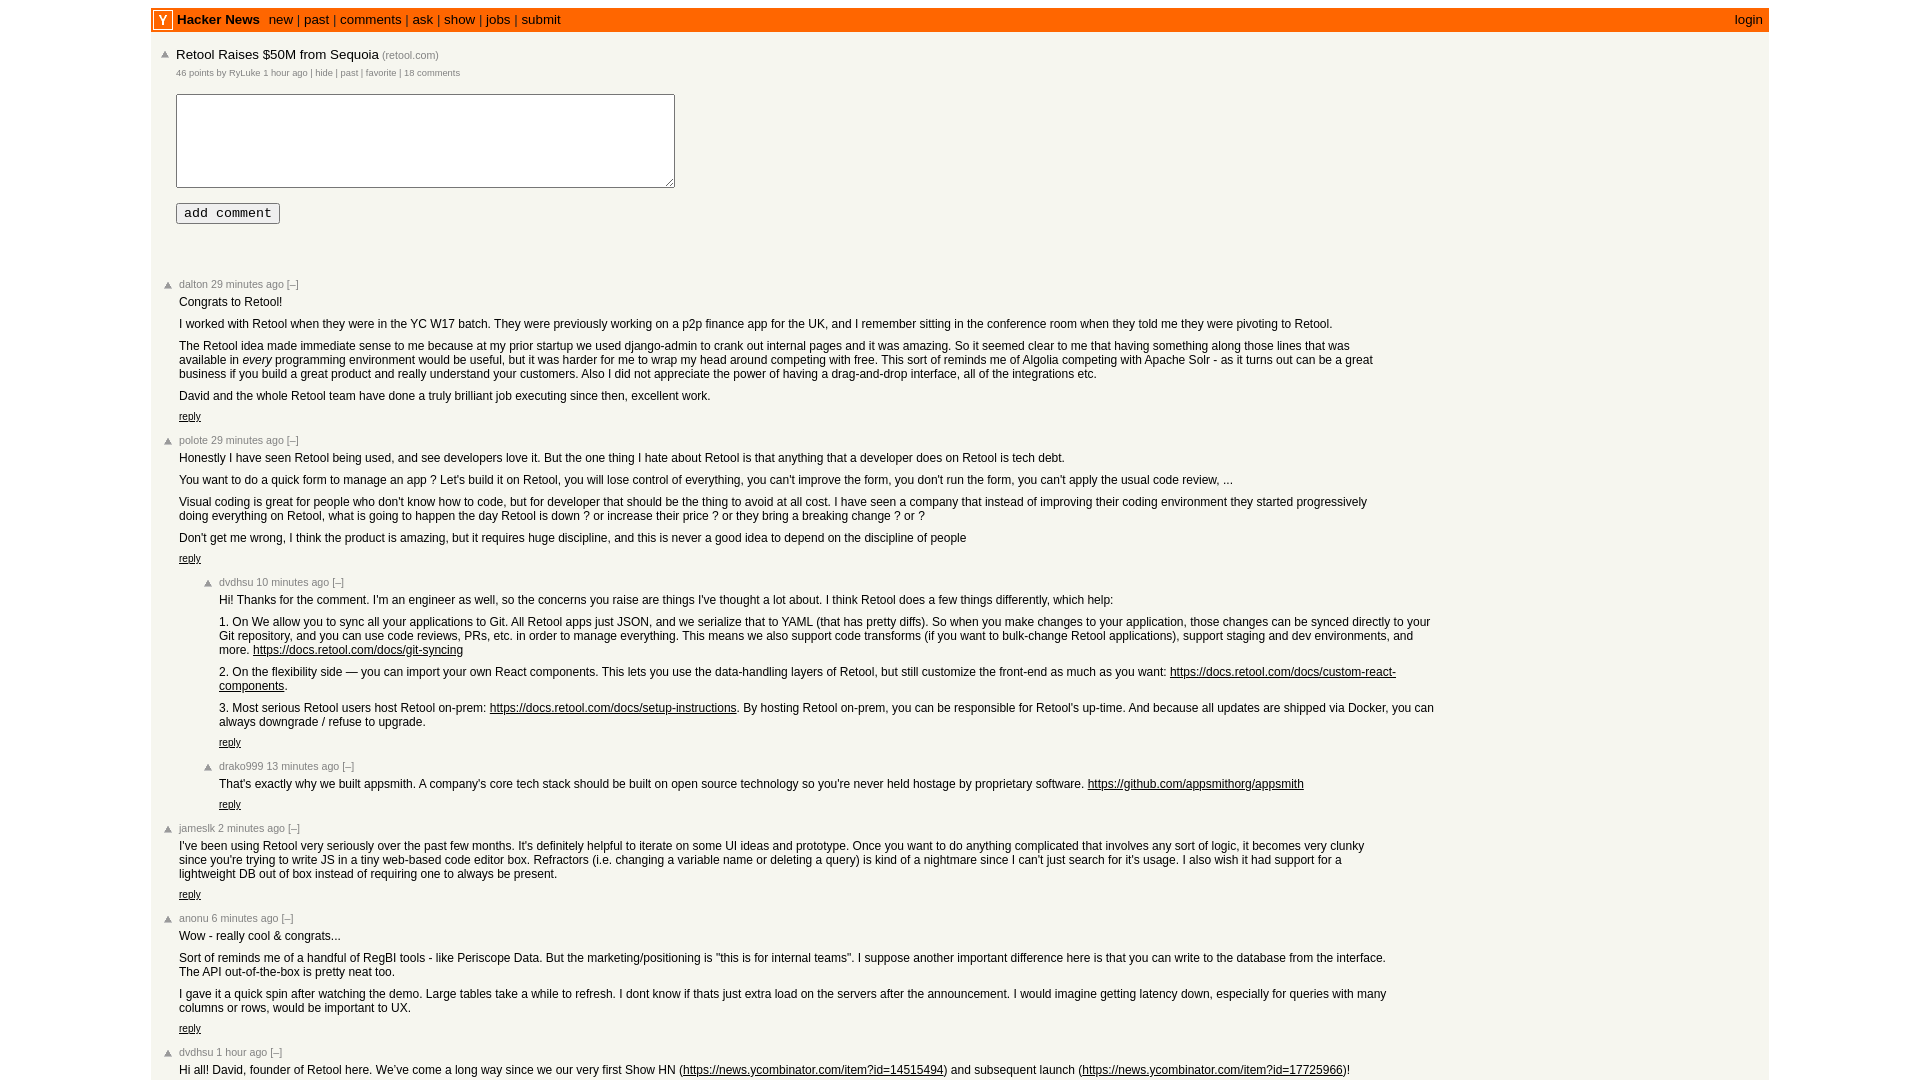 Y Hacker News new | past | comments | ask | show | jobs | submit login
Retool Raises $50M from Sequoia (retool.com)
46 points by RyLuke 1 hour ago | hide | past | favorite | 18 comments
add comment
dalton 29 minutes ago [–]
Congrats to Retool!
I worked with Retool when they were in the YC W17 batch. They were previously working on a p2p finance app for the UK, and I remember sitting in the conference room when they told me they were pivoting to Retool.
The Retool idea made immediate sense to me because at my prior startup we used django-admin to crank out internal pages and it was amazing. So it seemed clear to me that having something along those lines that was
available in every programming environment would be useful, but it was harder for me to wrap my head around competing with free. This sort of reminds me of Algolia competing with Apache Solr - as it turns out can be a great
business if you build a great product and really understand your customers. Also I did not appreciate the power of having a drag-and-drop interface, all of the integrations etc.
David and the whole Retool team have done a truly brilliant job executing since then, excellent work.
reply
polote 29 minutes ago [–]
Honestly I have seen Retool being used, and see developers love it. But the one thing I hate about Retool is that anything that a developer does on Retool is tech debt.
You want to do a quick form to manage an app ? Let's build it on Retool, you will lose control of everything, you can't improve the form, you don't run the form, you can't apply the usual code review, ...
Visual coding is great for people who don't know how to code, but for developer that should be the thing to avoid at all cost. I have seen a company that instead of improving their coding environment they started progressively
doing everything on Retool, what is going to happen the day Retool is down ? or increase their price ? or they bring a breaking change ? or ?
Don't get me wrong, I think the product is amazing, but it requires huge discipline, and this is never a good idea to depend on the discipline of people
reply
dvdhsu 10 minutes ago [–]
Hi! Thanks for the comment. I'm an engineer as well, so the concerns you raise are things I've thought a lot about. I think Retool does a few things differently, which help:
1. On We allow you to sync all your applications to Git. All Retool apps just JSON, and we serialize that to YAML (that has pretty diffs). So when you make changes to your application, those changes can be synced directly to your
Git repository, and you can use code reviews, PRs, etc. in order to manage everything. This means we also support code transforms (if you want to bulk-change Retool applications), support staging and dev environments, and
more. https://docs.retool.com/docs/git-syncing
2. On the flexibility side — you can import your own React components. This lets you use the data-handling layers of Retool, but still customize the front-end as much as you want: https://docs.retool.com/docs/custom-react-
components.
3. Most serious Retool users host Retool on-prem: https://docs.retool.com/docs/setup-instructions. By hosting Retool on-prem, you can be responsible for Retool's up-time. And because all updates are shipped via Docker, you can
always downgrade / refuse to upgrade.
reply
drako999 13 minutes ago [–]
That's exactly why we built appsmith. A company's core tech stack should be built on open source technology so you're never held hostage by proprietary software. https://github.com/appsmithorg/appsmith
reply
jameslk 2 minutes ago [–]
I've been using Retool very seriously over the past few months. It's definitely helpful to iterate on some UI ideas and prototype. Once you want to do anything complicated that involves any sort of logic, it becomes very clunky
since you're trying to write JS in a tiny web-based code editor box. Refractors (i.e. changing a variable name or deleting a query) is kind of a nightmare since I can't just search for it's usage. I also wish it had support for a
lightweight DB out of box instead of requiring one to always be present.
reply
anonu 6 minutes ago [–]
Wow - really cool & congrats...
Sort of reminds me of a handful of RegBI tools - like Periscope Data. But the marketing/positioning is "this is for internal teams". I suppose another important difference here is that you can write to the database from the interface.
The API out-of-the-box is pretty neat too.
I gave it a quick spin after watching the demo. Large tables take a while to refresh. I dont know if thats just extra load on the servers after the announcement. I would imagine getting latency down, especially for queries with many
columns or rows, would be important to UX.
reply
dvdhsu 1 hour ago [–]
Hi all! David, founder of Retool here. We've come a long way since we our very first Show HN (https://news.ycombinator.com/item?id=14515494) and subsequent launch (https://news.ycombinator.com/item?id=17725966)!